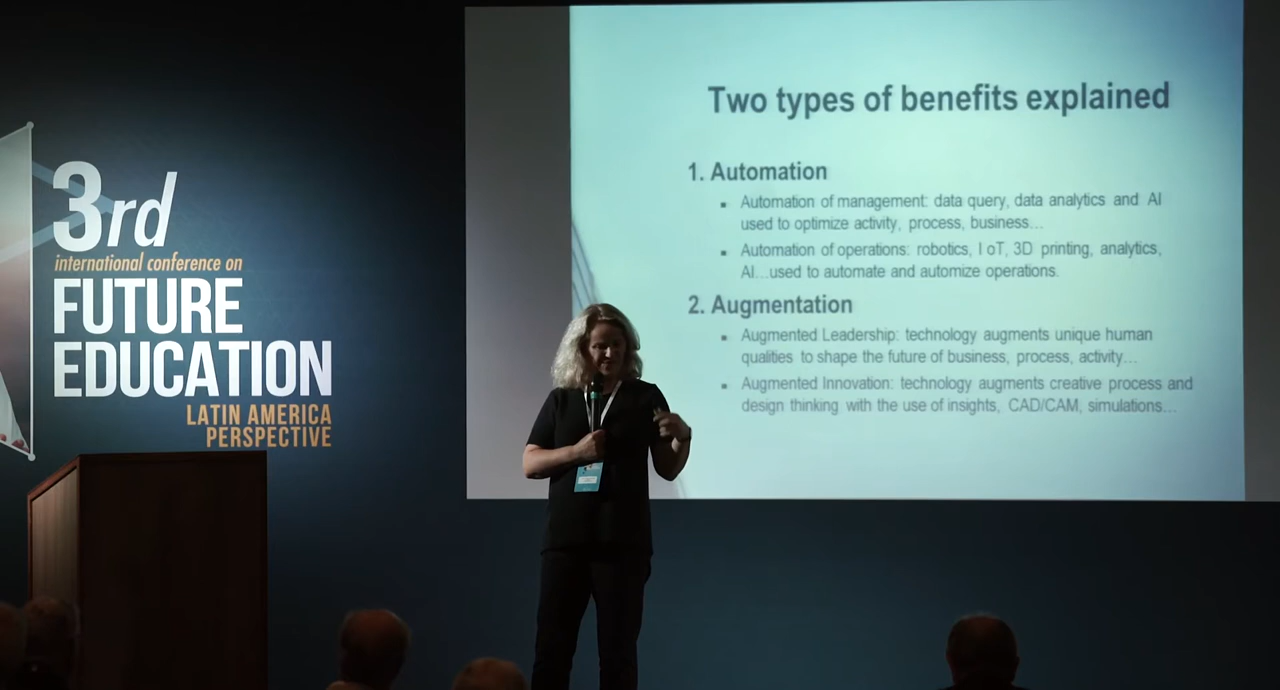 3rd
international conference on
FUTURE
EDUCATION
LATIN AMERICA
PERSPECTIVE
Two types of benefits explained
1. Automation
▪ Automation of management: data query, data analytics and AI
used to optimize activity, process, business...
▪ Automation of operations: robotics, I oT, 3D printing, analytics,
AI...used to automate and automize operations.
2. Augmentation
▪ Augmented Leadership: technology augments unique human
qualities to shape the future of business, process, activity...
▪ Augmented Innovation: technology augments creative process and
design thinking with the use of insights, CAD/CAM, simulations...